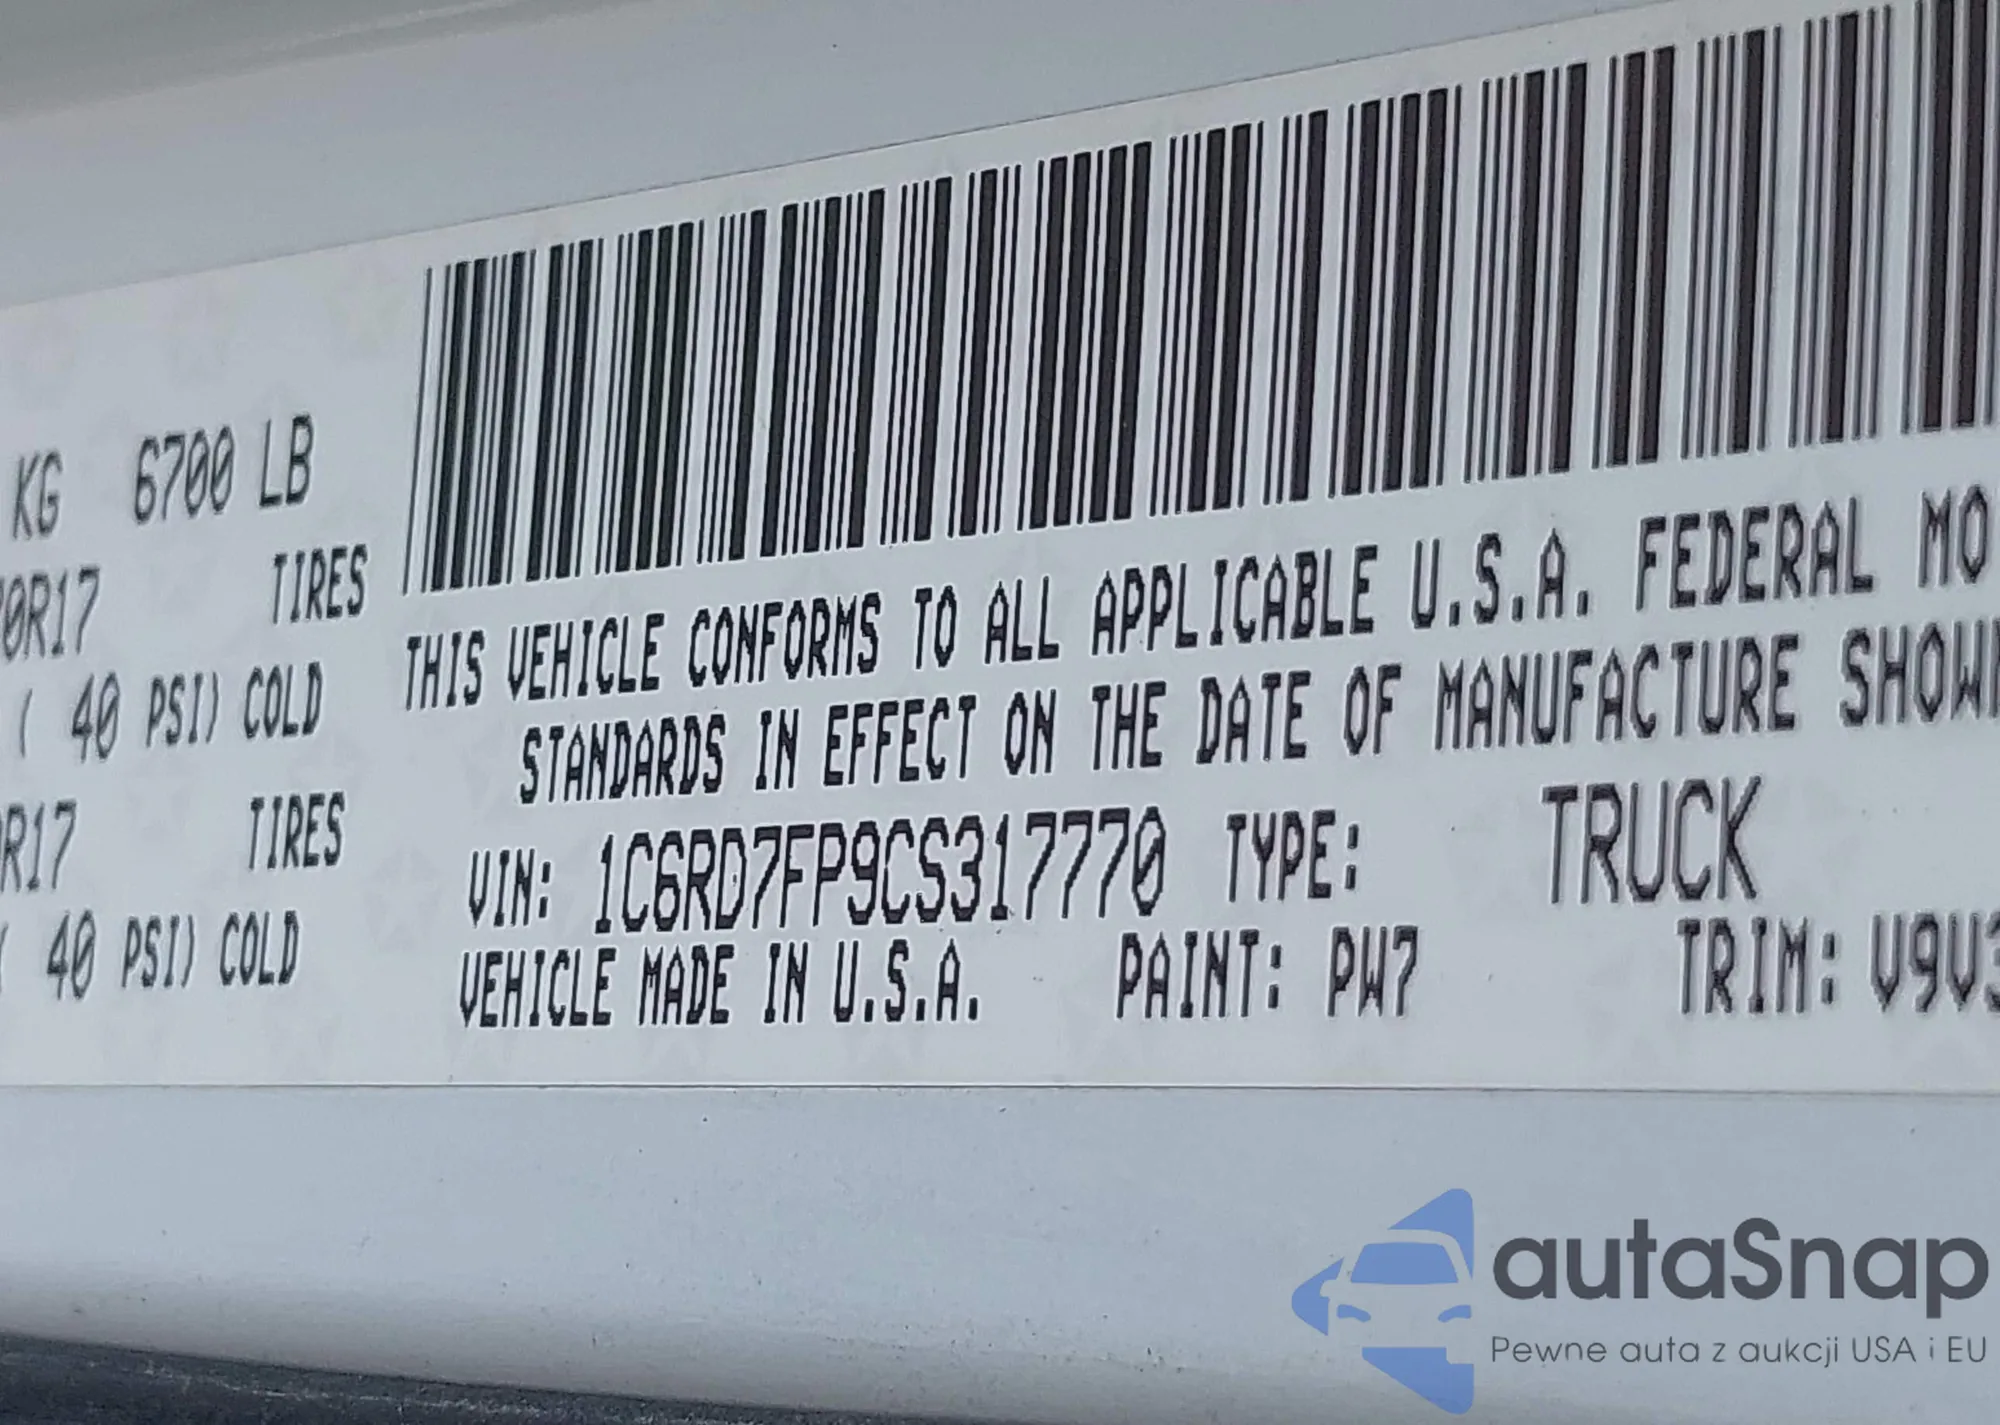 KG 6700 LB
0R17 TIRES
( 40 PSI) COLD
R17 TIRES
40 PSI) COLD
THIS VEHICLE CONFORMS TO ALL APPLICABLE U.S.A. FEDERAL MO
STANDARDS IN EFFECT ON THE DATE OF MANUFACTURE SHOW
VIN: 1C6RD7FP9CS317770 TYPE: TRUCK
VEHICLE MADE IN U.S.A. PAINT: PW7 TRIM: V9V3
autaSnap
Pewne auta z aukcji USA i EU